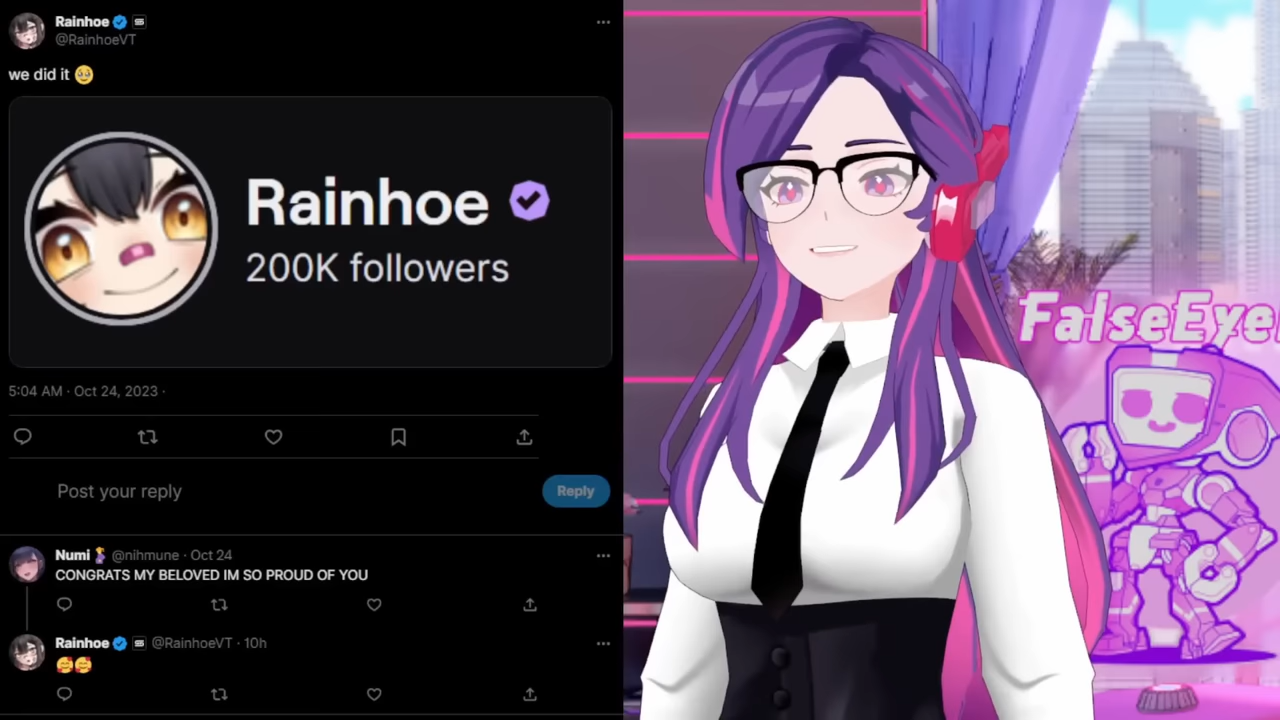 Rainhoe
@RainhoeVT
we did it 🥹
Rainhoe
200K followers
5:04 AM · Oct 24, 2023 ·
Post your reply
Reply
Numi @nihmune · Oct 24
CONGRATS MY BELOVED IM SO PROUD OF YOU
Rainhoe @RainhoeVT · 10h
🥰🥰
FalseEye